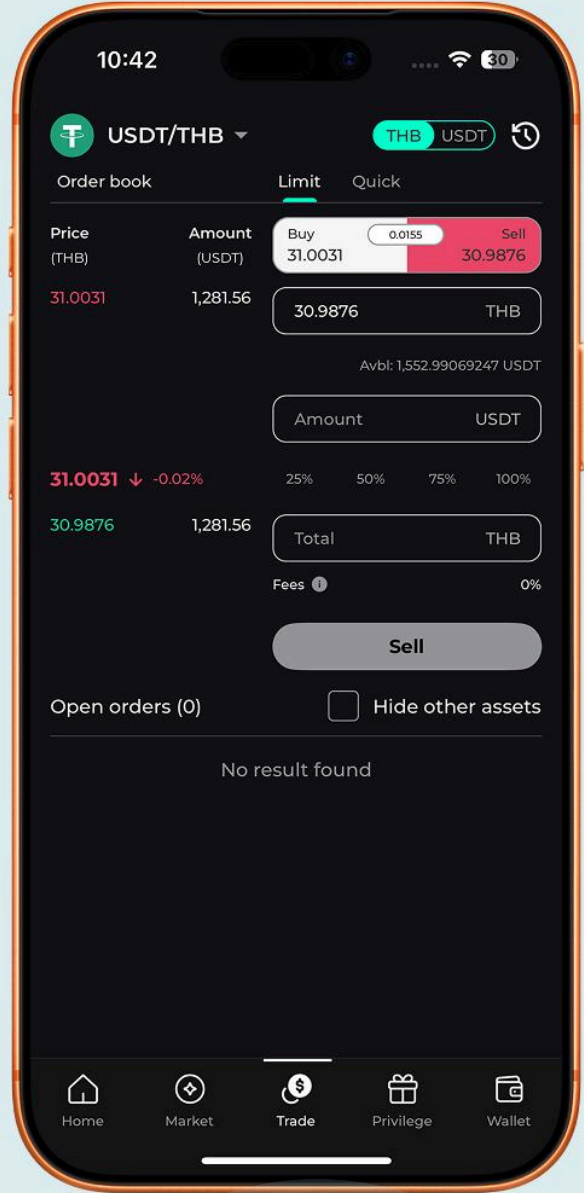 10:42
30
USDT/THB
THB USDT
Order book
Limit Quick
Price Amount
(THB) (USDT)
Buy 0.0155 Sell
31.0031 30.9876
31.0031 1,281.56
30.9876 THB
Avbl: 1,552.99069247 USDT
Amount USDT
31.0031 ↓ -0.02%
25% 50% 75% 100%
30.9876 1,281.56
Total THB
Fees 0%
Sell
Open orders (0)
Hide other assets
No result found
Home Market Trade Privilege Wallet